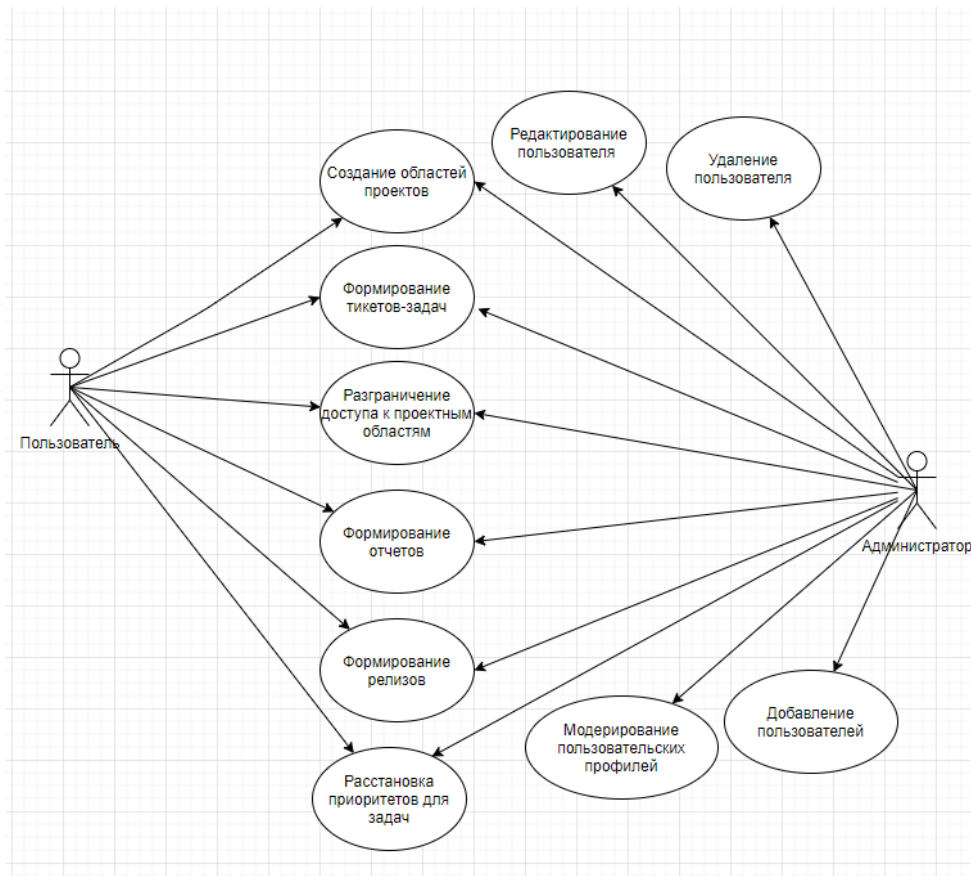 Редактирование
пользователя
Удаление
пользователя
Создание областей
проектов
Формирование
тикетов-задач
Разграничение
доступа к проектным
областям
Пользователь
Формирование
отчетов
Администратор
Формирование
релизов
Модерирование
пользовательских
профилей
Добавление
пользователей
Расстановка
приоритетов для
задач